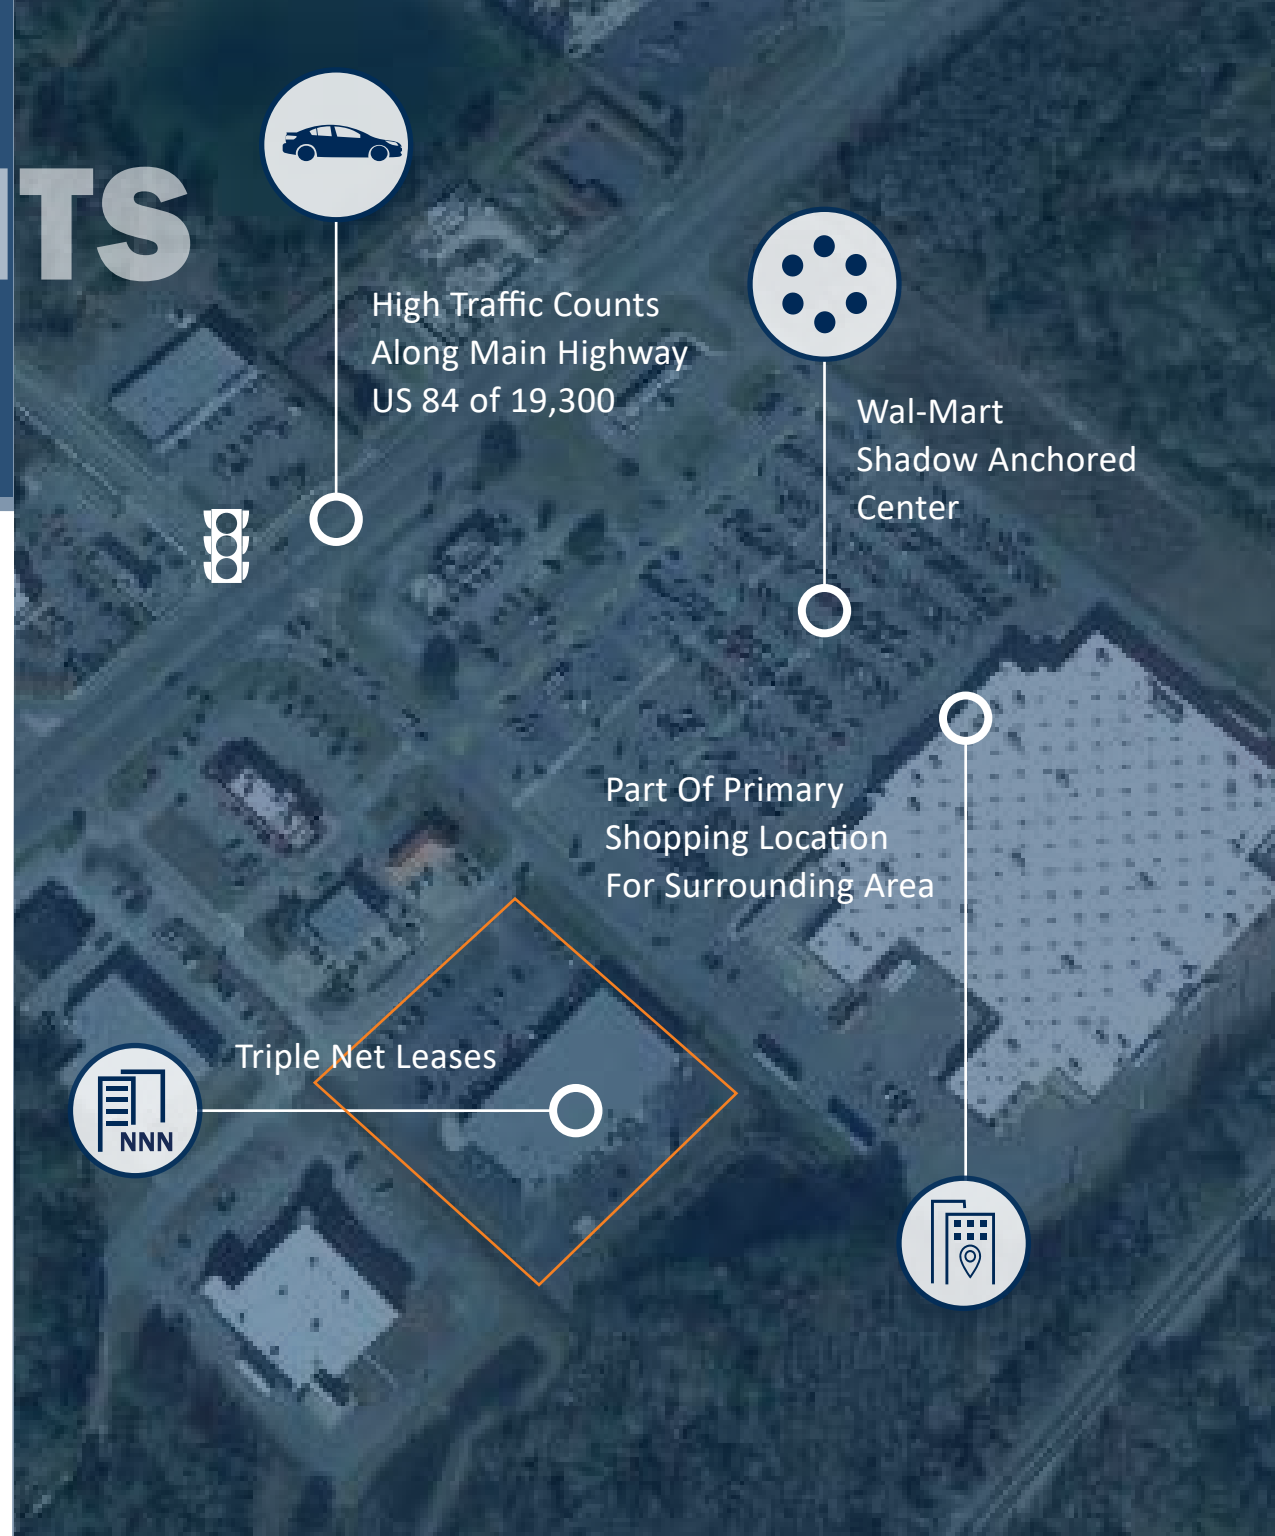 TS
High Traffic Counts
Along Main Highway
US 84 of 19,300
Wal-Mart
Shadow Anchored
Center
Part Of Primary
Shopping Location
For Surrounding Area
Triple Net Leases
NNN